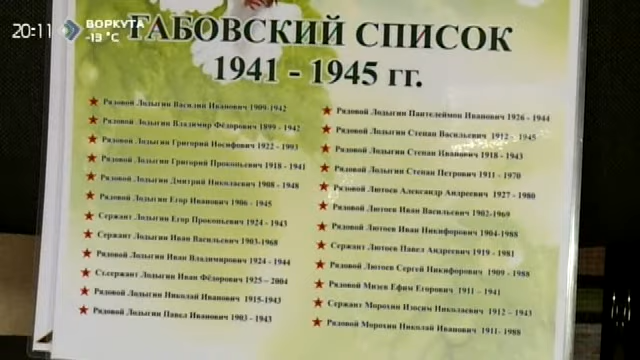 20:11
ВОРКУТА
-13 °C
ГАБОВСКИЙ СПИСОК
1941 - 1945 гг.
Рядовой Лодыгин Василий Иванович 1909-1942
Рядовой Лодыгин Владимир Фёдорович 1899 - 1942
Рядовой Лодыгин Григорий Иосифович 1922 - 1993
Рядовой Лодыгин Григорий Прокопьевич 1918 - 1941
Рядовой Лодыгин Дмитрий Николаевич 1908 - 1948
Рядовой Лодыгин Егор Иванович 1906 - 1945
Сержант Лодыгин Егор Прокопьевич 1924 - 1943
Сержант Лодыгин Иван Васильевич 1903-1968
Рядовой Лодыгин Иван Владимирович 1924 - 1944
Ст.сержант Лодыгин Иван Фёдорович 1925 – 2004
Рядовой Лодыгин Николай Иванович 1915-1943
Рядовой Лодыгин Павел Иванович 1903 - 1943
Рядовой Лодыгин Пантелеймон Иванович 1926 - 1944
Рядовой Лодыгин Степан Васильевич 1912 - 1945
Рядовой Лодыгин Степан Иванович 1918 - 1943
Рядовой Лодыгин Степан Петрович 1911 - 1970
Рядовой Лютоев Александр Андреевич 1927 - 1980
Рядовой Лютоев Иван Васильевич 1902-1969
Рядовой Лютоев Иван Никифорович 1904-1988
Сержант Лютоев Павел Андреевич 1919 - 1981
Рядовой Лютоев Сергей Никифорович 1909 - 1988
Рядовой Мизев Ефим Егорович 1911 – 1941
Сержант Морохин Изосим Николаевич 1912 – 1943
Рядовой Морохин Николай Иванович 1911- 1988